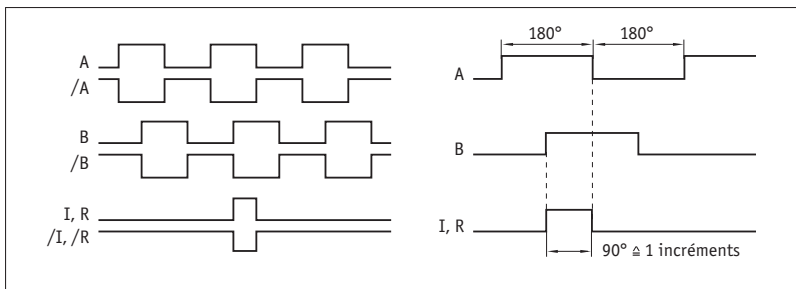 A
/A
B
/B
I, R
/I, /R
180° 180°
A
B
I, R
90° ≙ 1 incréments